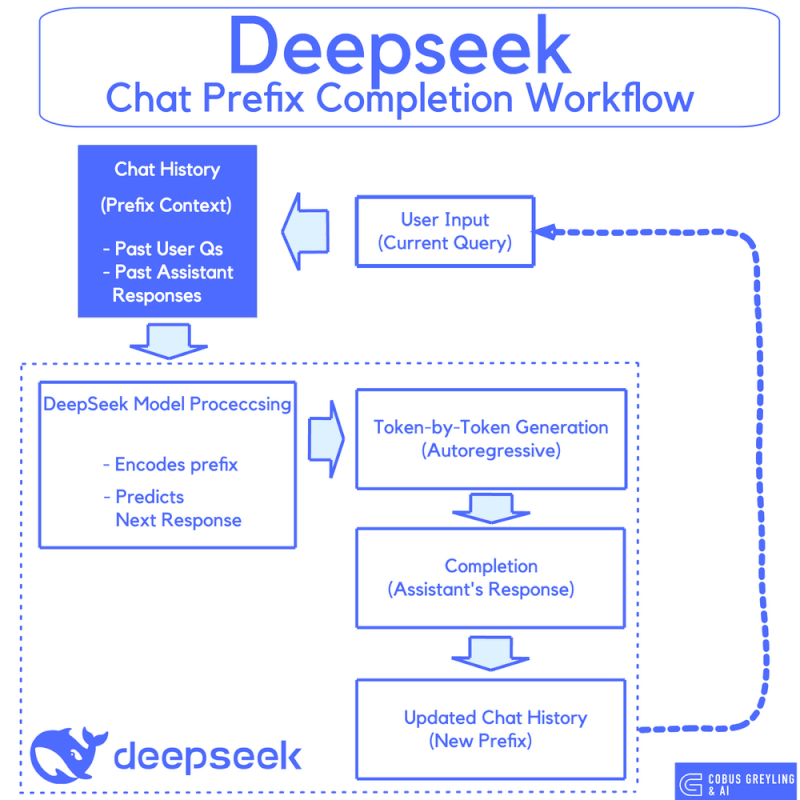 Deepseek
Chat Prefix Completion Workflow
Chat History
(Prefix Context)
- Past User Qs
- Past Assistant
Responses
User Input
(Current Query)
DeepSeek Model Proceccsing
- Encodes prefix
- Predicts
Next Response
Token-by-Token Generation
(Autoregressive)
Completion
(Assistant's Response)
Updated Chat History
(New Prefix)
deepseek
COBUS GREYLING
& AI